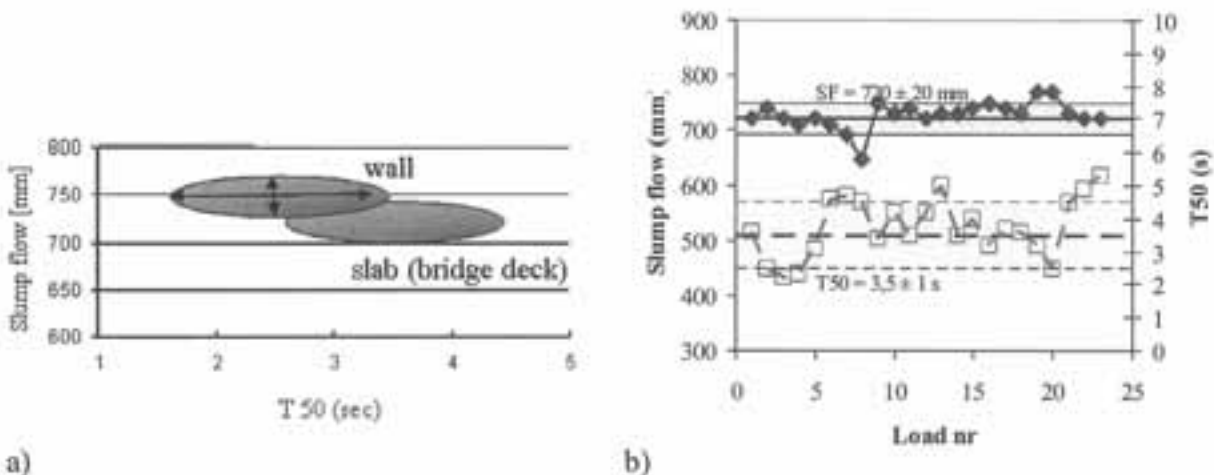 800
750
700
650
600
Slump flow [mm]
wall
slab (bridge deck)
1 2 3 4 5
T50 (sec)
a)
900
800
700
600
500
400
300
Slump flow (mm)
SF = 720 ± 20 mm
T50 = 3,5 ± 1 s
10
9
8
7
6
5
4
3
2
1
0
T50 (s)
0 5 10 15 20 25
Load nr
b)